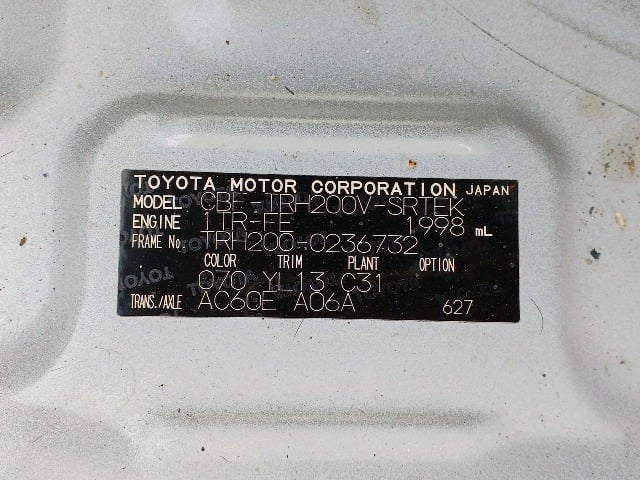 TOYOTA MOTOR CORPORATION JAPAN
MODEL CBF-TRH200V-SRTEK
ENGINE 1TR-FE 1998 mL
FRAME No. TRH200-0236732
COLOR TRIM PLANT OPTION
070 YL13 C31
TRANS./AXLE AC60E A06A 627